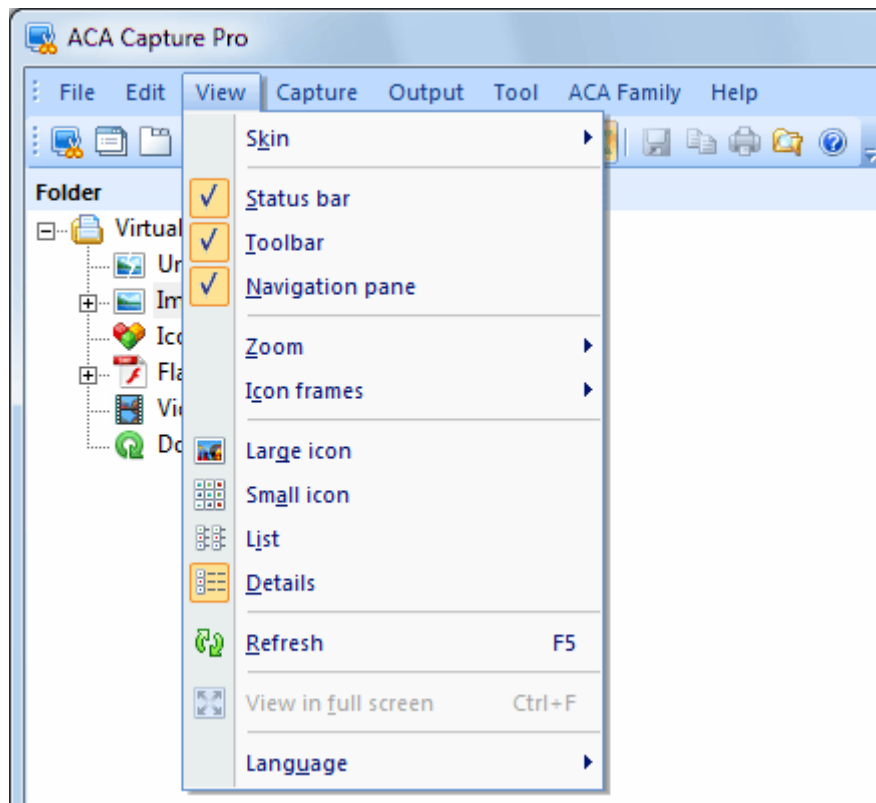 ACA Capture Pro
File Edit View Capture Output Tool ACA Family Help
Skin
Folder
Status bar
Virtual
Toolbar
Navigation pane
Zoom
Icon frames
Large icon
Small icon
List
Details
Refresh F5
View in full screen Ctrl+F
Language